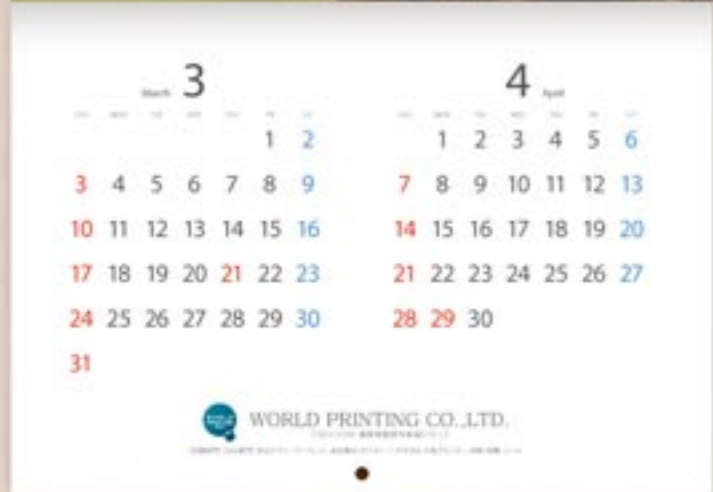 March 3
1 2
3 4 5 6 7 8 9
10 11 12 13 14 15 16
17 18 19 20 21 22 23
24 25 26 27 28 29 30
31
4 April
1 2 3 4 5 6
7 8 9 10 11 12 13
14 15 16 17 18 19 20
21 22 23 24 25 26 27
28 29 30
WORLD PRINTING CO.,LTD.